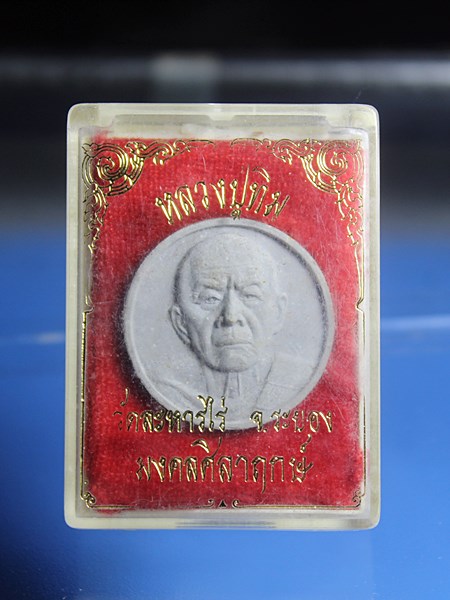 หลวงปู่ทิม
วัดละหารไร่ จ.ระยอง
มงคลศิลาฤกษ์